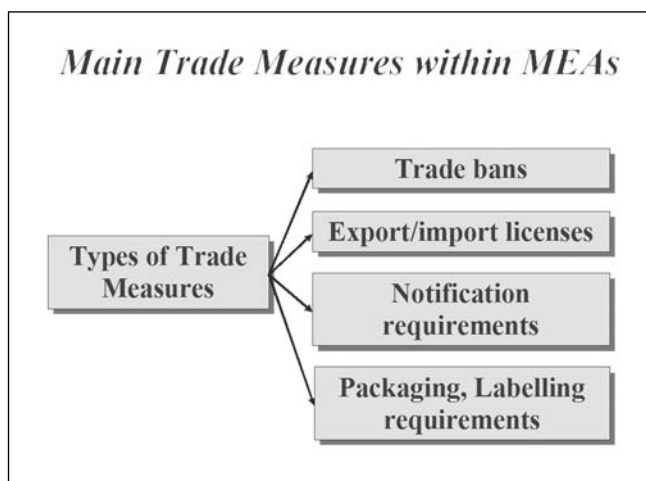 Main Trade Measures within MEAs
Trade bans
Export/import licenses
Types of Trade
Measures
Notification
requirements
Packaging, Labelling
requirements